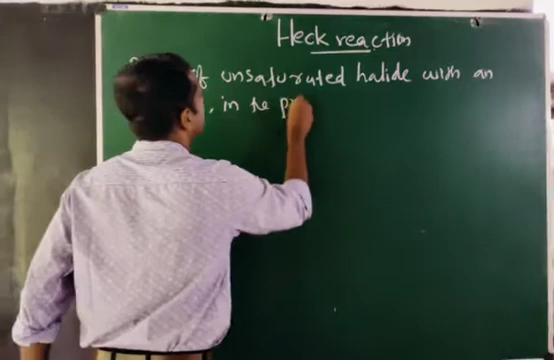 Heck reaction
of unsaturated halide with an
, in the p